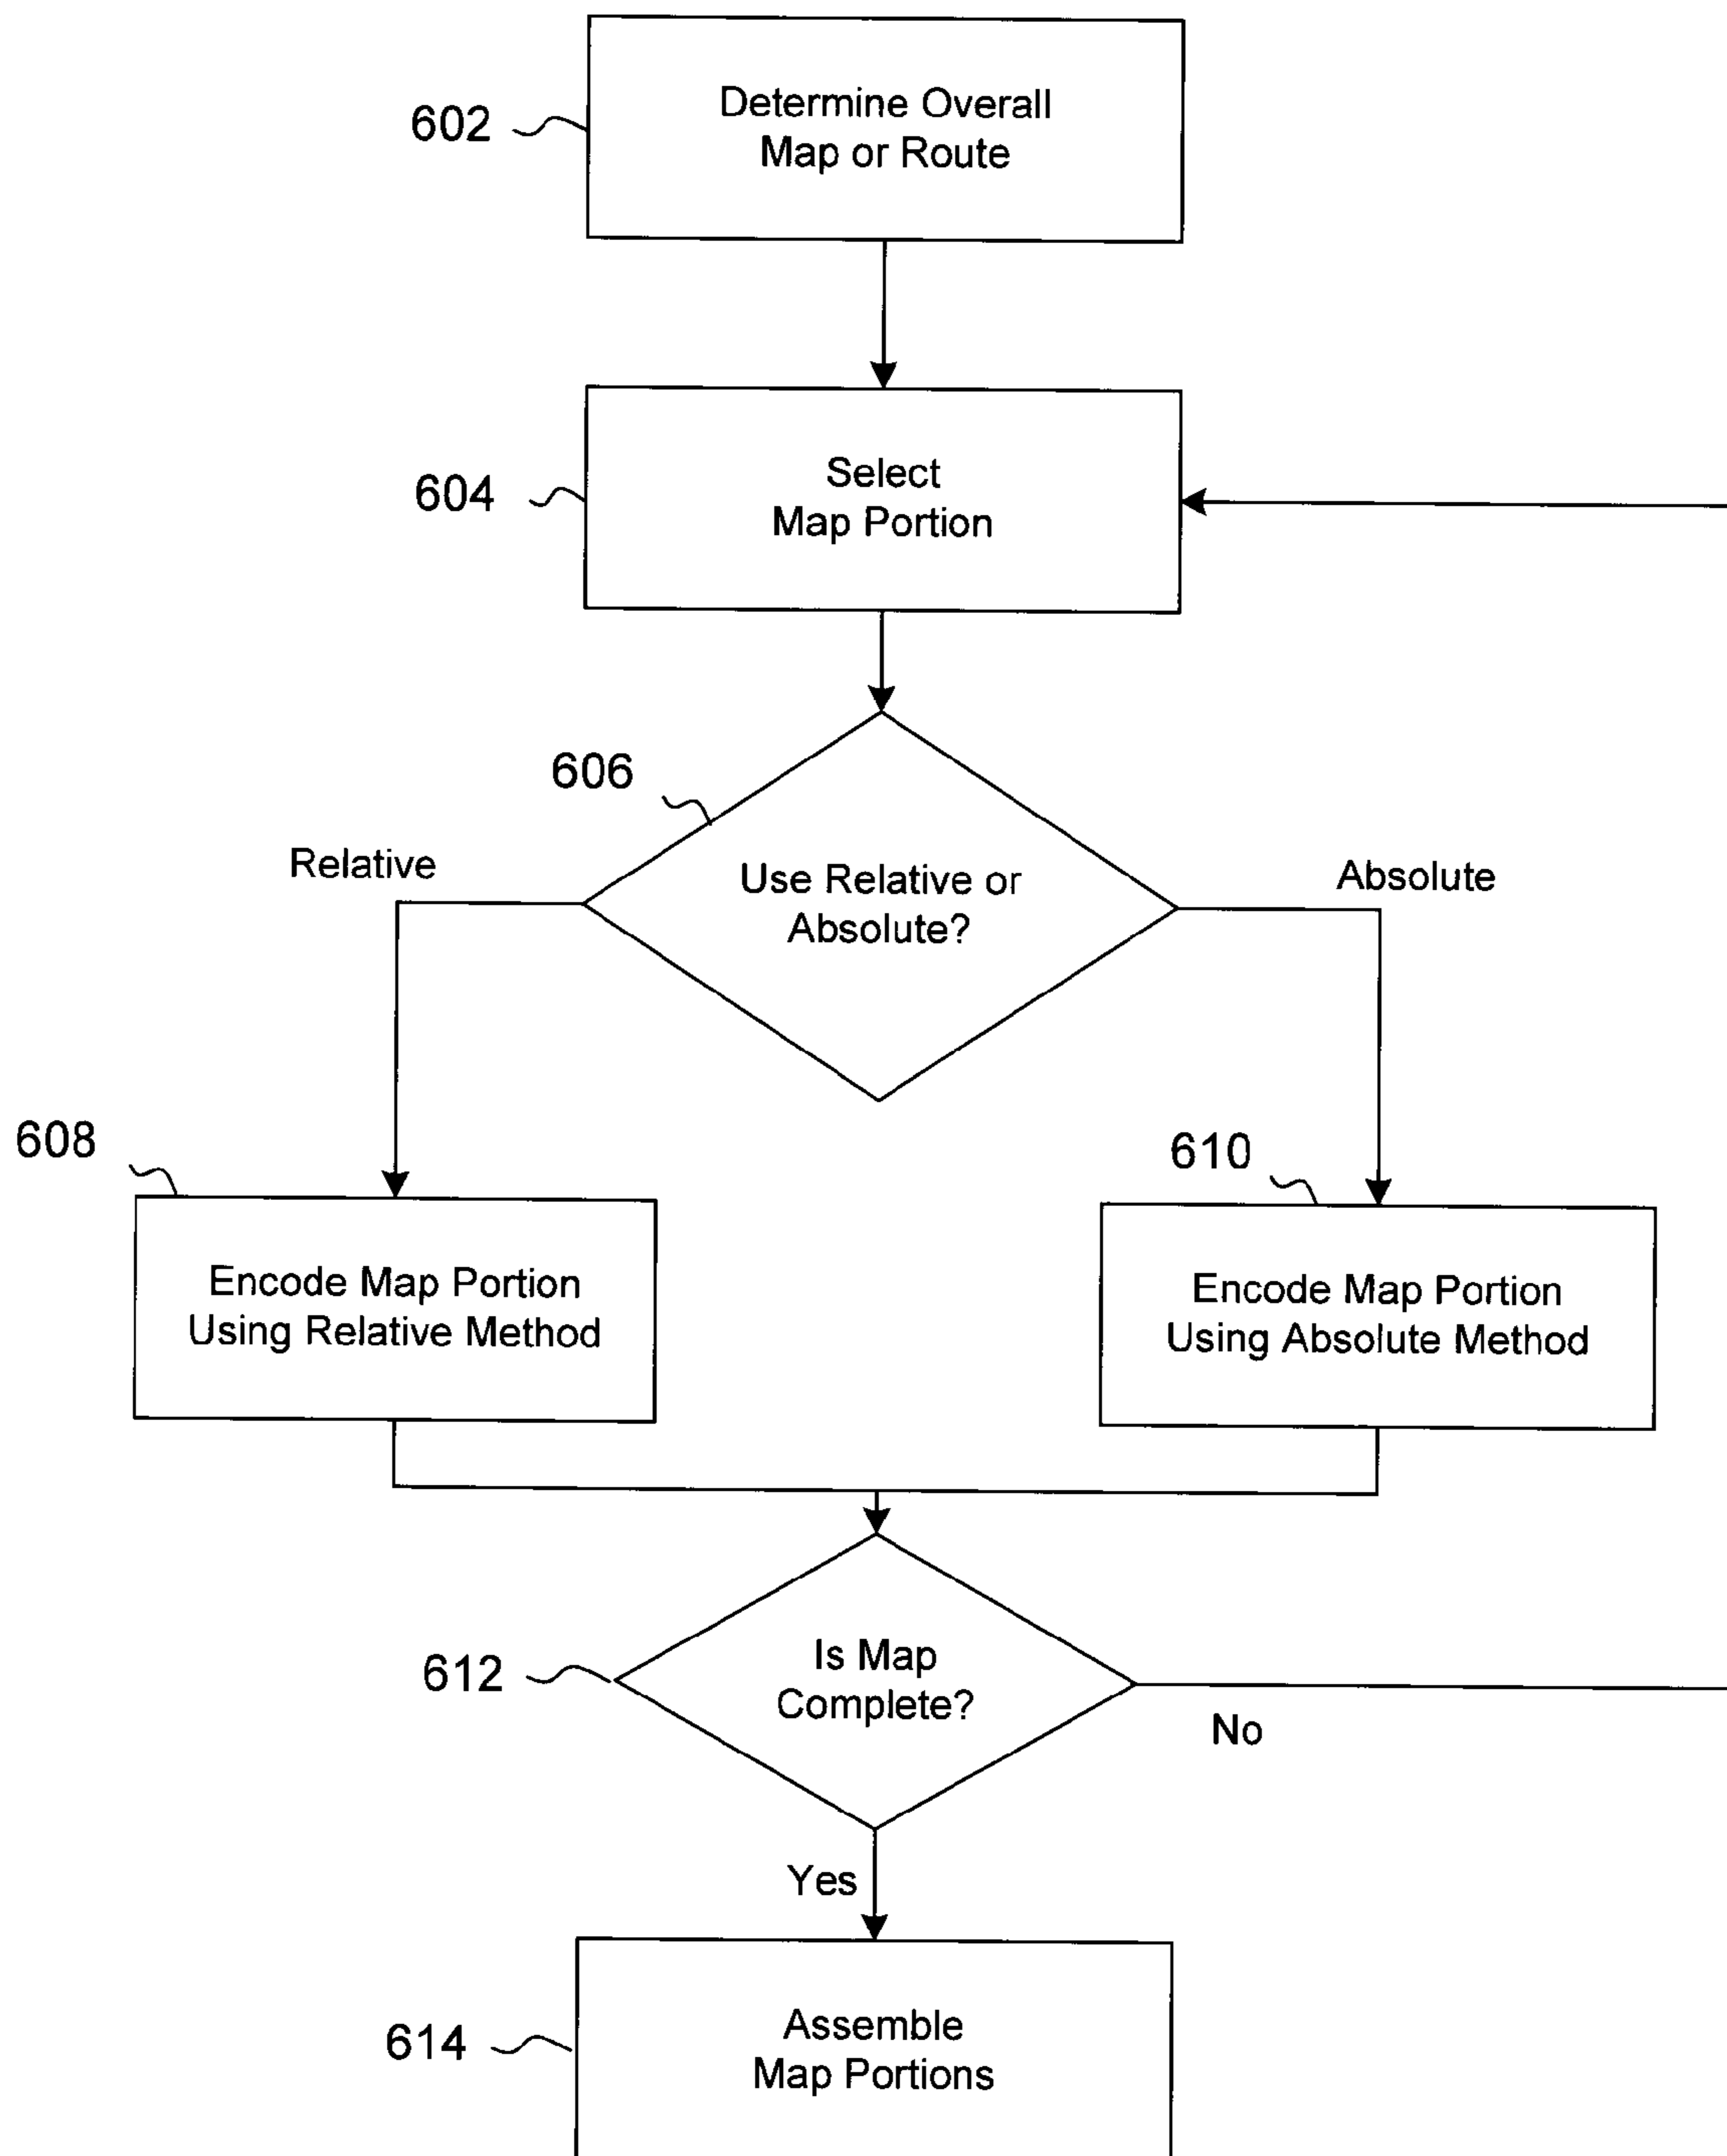 602
Determine Overall
Map or Route
604
Select
Map Portion
606
Relative
Use Relative or
Absolute?
Absolute
608
610
Encode Map Portion
Using Relative Method
Encode Map Portion
Using Absolute Method
612
Is Map
Complete?
No
Yes
614
Assemble
Map Portions